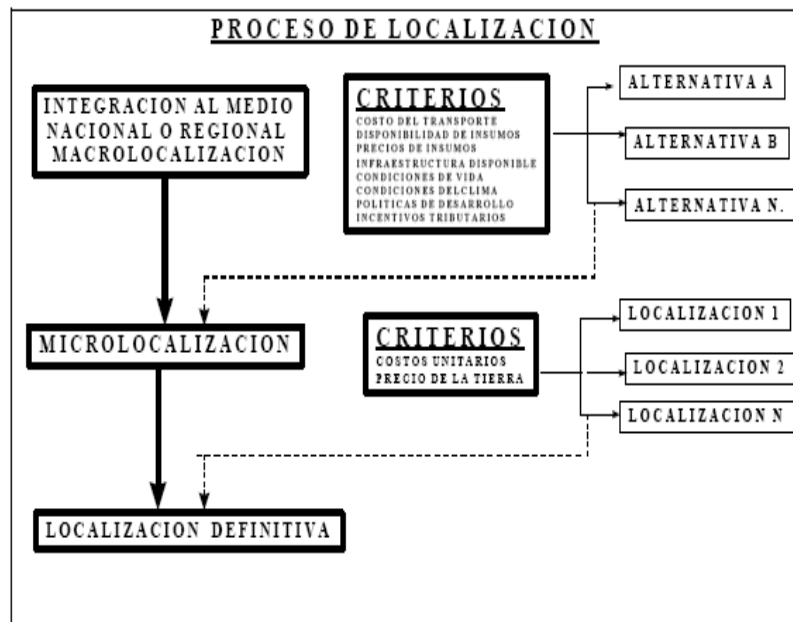 PROCESO DE LOCALIZACION
INTEGRACION AL MEDIO
NACIONAL O REGIONAL
MACROLOCALIZACION
CRITERIOS
COSTO DEL TRANSPORTE
DISPONIBILIDAD DE INSUMOS
PRECIOS DE INSUMOS
INFRAESTRUCTURA DISPONIBLE
CONDICIONES DE VIDA
CONDICIONES DELCLIMA
POLITICAS DE DESARROLLO
INCENTIVOS TRIBUTARIOS
ALTERNATIVA A
ALTERNATIVA B
ALTERNATIVA N.
MICROLOCALIZACION
CRITERIOS
COSTOS UNITARIOS
PRECIO DE LA TIERRA
LOCALIZACION 1
LOCALIZACION 2
LOCALIZACION N
LOCALIZACION DEFINITIVA